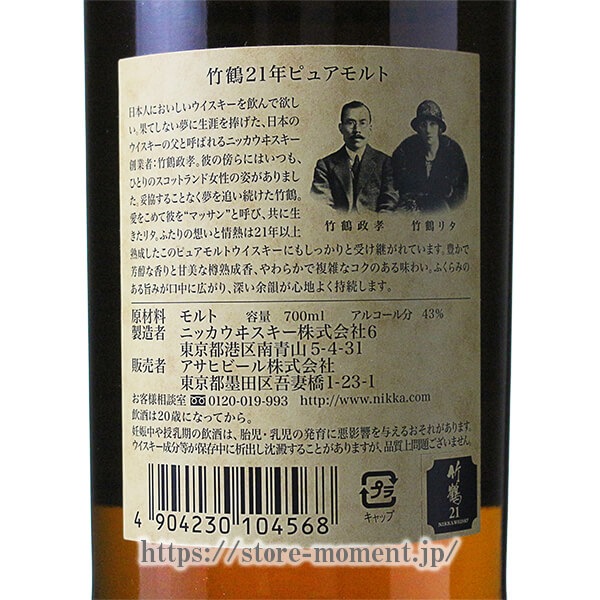 竹鶴21年ピュアモルト
日本人においしいウイスキーを飲んで欲し
い。果てしない夢に生涯を捧げた、日本の
ウイスキーの父と呼ばれるニッカウヰスキー
創業者：竹鶴政孝。彼の傍らにはいつも、
ひとりのスコットランド女性の姿がありまし
た。妥協することなく夢を追い続けた竹鶴。
愛をこめて彼を“マッサン”と呼び、共に生
きたリタ。ふたりの想いと情熱は21年以上
熟成したこのピュアモルトウイスキーにもしっかりと受け継がれています。豊かで
芳醇な香りと甘美な樽熟成香、やわらかで複雑なコクのある味わい。ふくらみの
ある旨みが口中に広がり、深い余韻が心地よく持続します。
竹鶴政孝 竹鶴リタ
原材料 モルト 容量 700ml アルコール分 43%
製造者 ニッカウヰスキー株式会社6
東京都港区南青山5-4-31
販売者 アサヒビール株式会社
東京都墨田区吾妻橋1-23-1
お客様相談室 0120-019-993 http://www.nikka.com
飲酒は20歳になってから。
妊娠中や授乳期の飲酒は、胎児・乳児の発育に悪影響を与えるおそれがあります。
ウイスキー成分等が保存中に析出し沈澱することがありますが、品質上問題ございません。
4 904230 104568
プラ
キャップ
竹鶴
21
NIKKA WHISKY
https://store-moment.jp/